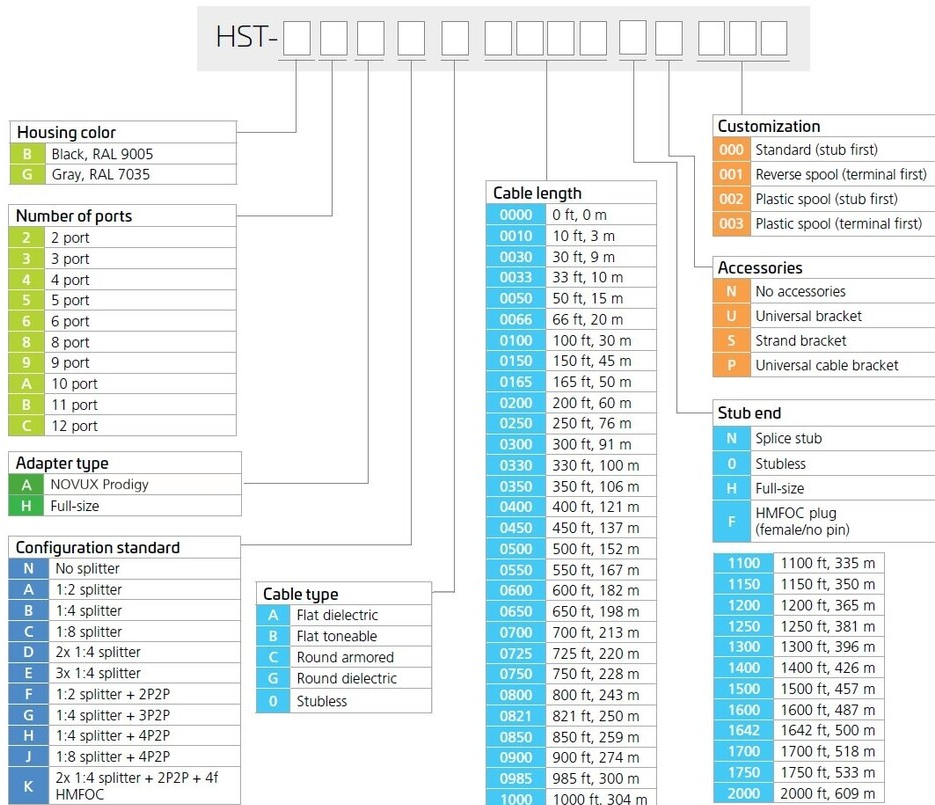 HST-
Housing color
B Black, RAL 9005
G Gray, RAL 7035
Number of ports
2 2 port
3 3 port
4 4 port
5 5 port
6 6 port
8 8 port
9 9 port
A 10 port
B 11 port
C 12 port
Adapter type
A NOVUX Prodigy
H Full-size
Configuration standard
N No splitter
A 1:2 splitter
B 1:4 splitter
C 1:8 splitter
D 2x 1:4 splitter
E 3x 1:4 splitter
F 1:2 splitter + 2P2P
G 1:4 splitter + 3P2P
H 1:4 splitter + 4P2P
J 1:8 splitter + 4P2P
K 2x 1:4 splitter + 2P2P + 4f
HMFOC
Cable type
A Flat dielectric
B Flat toneable
C Round armored
G Round dielectric
0 Stubless
Cable length
0000 0 ft, 0 m
0010 10 ft, 3 m
0030 30 ft, 9 m
0033 33 ft, 10 m
0050 50 ft, 15 m
0066 66 ft, 20 m
0100 100 ft, 30 m
0150 150 ft, 45 m
0165 165 ft, 50 m
0200 200 ft, 60 m
0250 250 ft, 76 m
0300 300 ft, 91 m
0330 330 ft, 100 m
0350 350 ft, 106 m
0400 400 ft, 121 m
0450 450 ft, 137 m
0500 500 ft, 152 m
0550 550 ft, 167 m
0600 600 ft, 182 m
0650 650 ft, 198 m
0700 700 ft, 213 m
0725 725 ft, 220 m
0750 750 ft, 228 m
0800 800 ft, 243 m
0821 821 ft, 250 m
0850 850 ft, 259 m
0900 900 ft, 274 m
0985 985 ft, 300 m
1000 1000 ft, 304 m
Customization
000 Standard (stub first)
001 Reverse spool (terminal first)
002 Plastic spool (stub first)
003 Plastic spool (terminal first)
Accessories
N No accessories
U Universal bracket
S Strand bracket
P Universal cable bracket
Stub end
N Splice stub
0 Stubless
H Full-size
F HMFOC plug
(female/no pin)
1100 1100 ft, 335 m
1150 1150 ft, 350 m
1200 1200 ft, 365 m
1250 1250 ft, 381 m
1300 1300 ft, 396 m
1400 1400 ft, 426 m
1500 1500 ft, 457 m
1600 1600 ft, 487 m
1642 1642 ft, 500 m
1700 1700 ft, 518 m
1750 1750 ft, 533 m
2000 2000 ft, 609 m